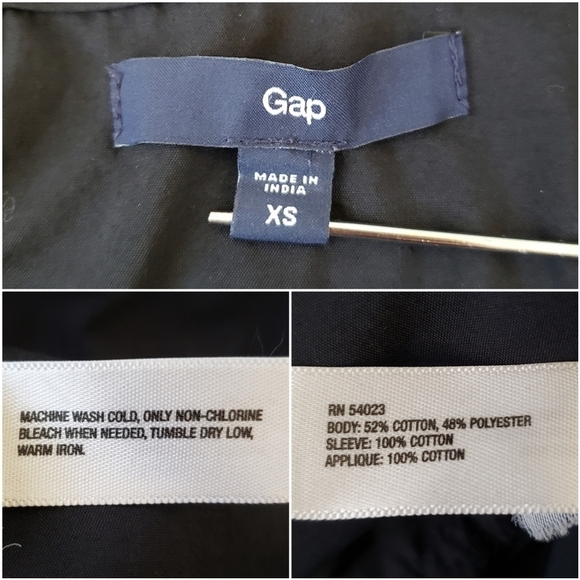 Gap
MADE IN
INDIA
XS
MACHINE WASH COLD, ONLY NON-CHLORINE
BLEACH WHEN NEEDED, TUMBLE DRY LOW,
WARM IRON.
RN 54023
BODY: 52% COTTON, 48% POLYESTER
SLEEVE: 100% COTTON
APPLIQUE: 100% COTTON